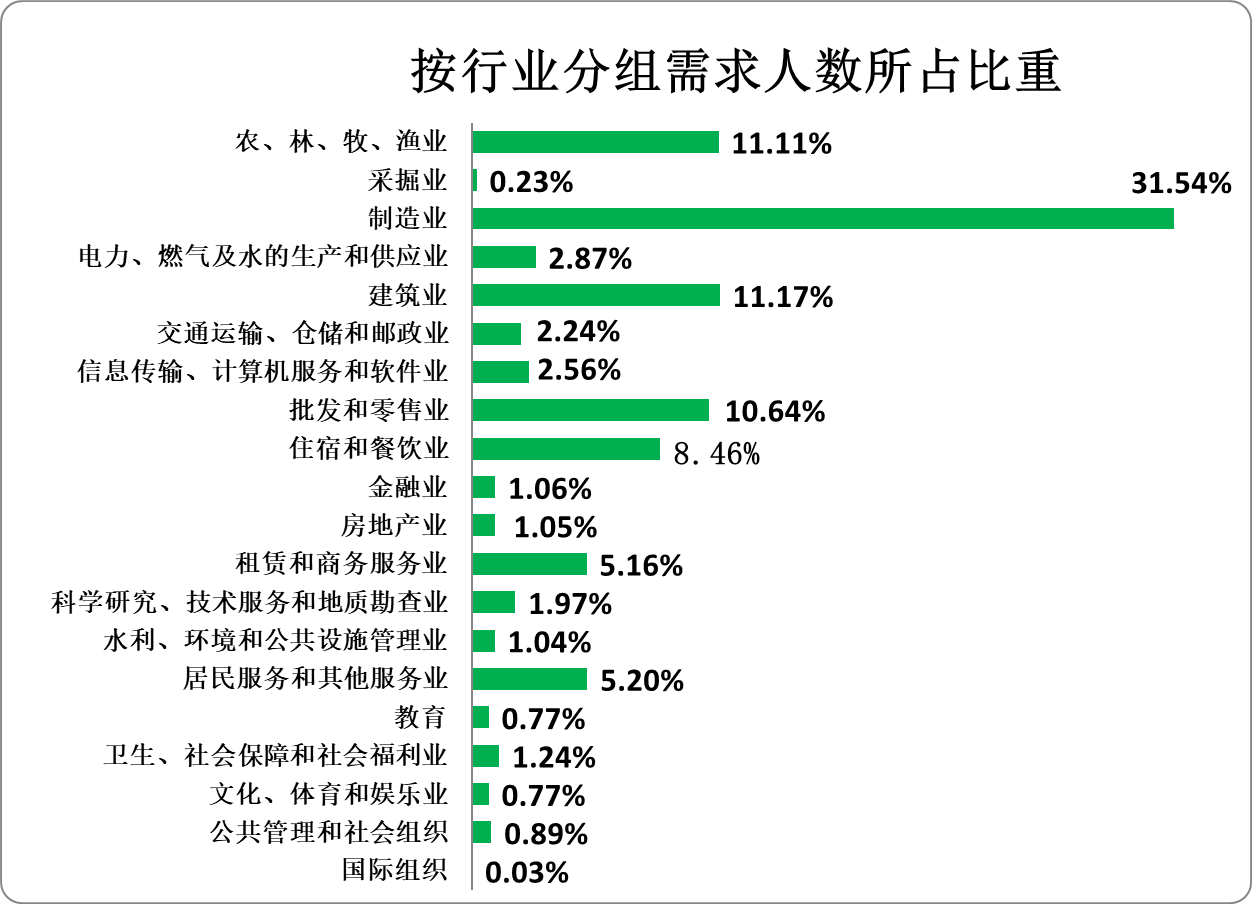 按行业分组需求人数所占比重
农、林、牧、渔业 11.11%
采掘业 0.23%
制造业 31.54%
电力、燃气及水的生产和供应业 2.87%
建筑业 11.17%
交通运输、仓储和邮政业 2.24%
信息传输、计算机服务和软件业 2.56%
批发和零售业 10.64%
住宿和餐饮业 8.46%
金融业 1.06%
房地产业 1.05%
租赁和商务服务业 5.16%
科学研究、技术服务和地质勘查业 1.97%
水利、环境和公共设施管理业 1.04%
居民服务和其他服务业 5.20%
教育 0.77%
卫生、社会保障和社会福利业 1.24%
文化、体育和娱乐业 0.77%
公共管理和社会组织 0.89%
国际组织 0.03%